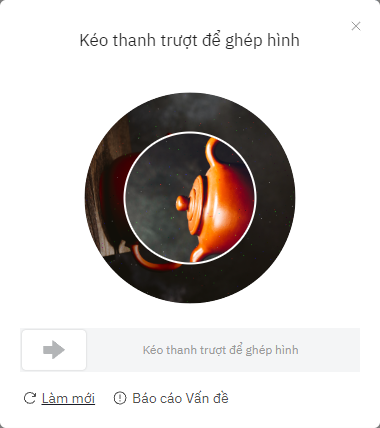 Kéo thanh trượt để ghép hình
Kéo thanh trượt để ghép hình
Làm mới
Báo cáo Vấn đề